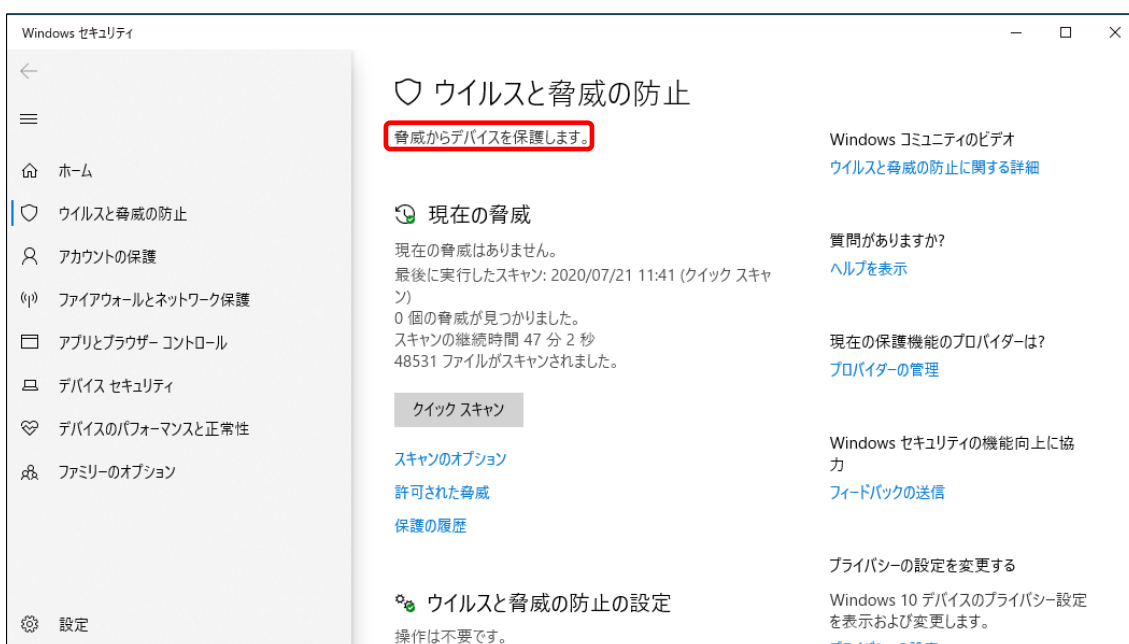 Windows セキュリティ
ホーム
ウイルスと脅威の防止
アカウントの保護
ファイアウォールとネットワーク保護
アプリとブラウザー コントロール
デバイス セキュリティ
デバイスのパフォーマンスと正常性
ファミリーのオプション
設定
ウイルスと脅威の防止
脅威からデバイスを保護します。
現在の脅威
現在の脅威はありません。
最後に実行したスキャン: 2020/07/21 11:41 (クイック スキャ
ン)
0 個の脅威が見つかりました。
スキャンの継続時間 47 分 2 秒
48531 ファイルがスキャンされました。
クイック スキャン
スキャンのオプション
許可された脅威
保護の履歴
ウイルスと脅威の防止の設定
操作は不要です。
Windows コミュニティのビデオ
ウイルスと脅威の防止に関する詳細
質問がありますか?
ヘルプを表示
現在の保護機能のプロバイダーは?
プロバイダーの管理
Windows セキュリティの機能向上に協
力
フィードバックの送信
プライバシーの設定を変更する
Windows 10 デバイスのプライバシー設定
を表示および変更します。